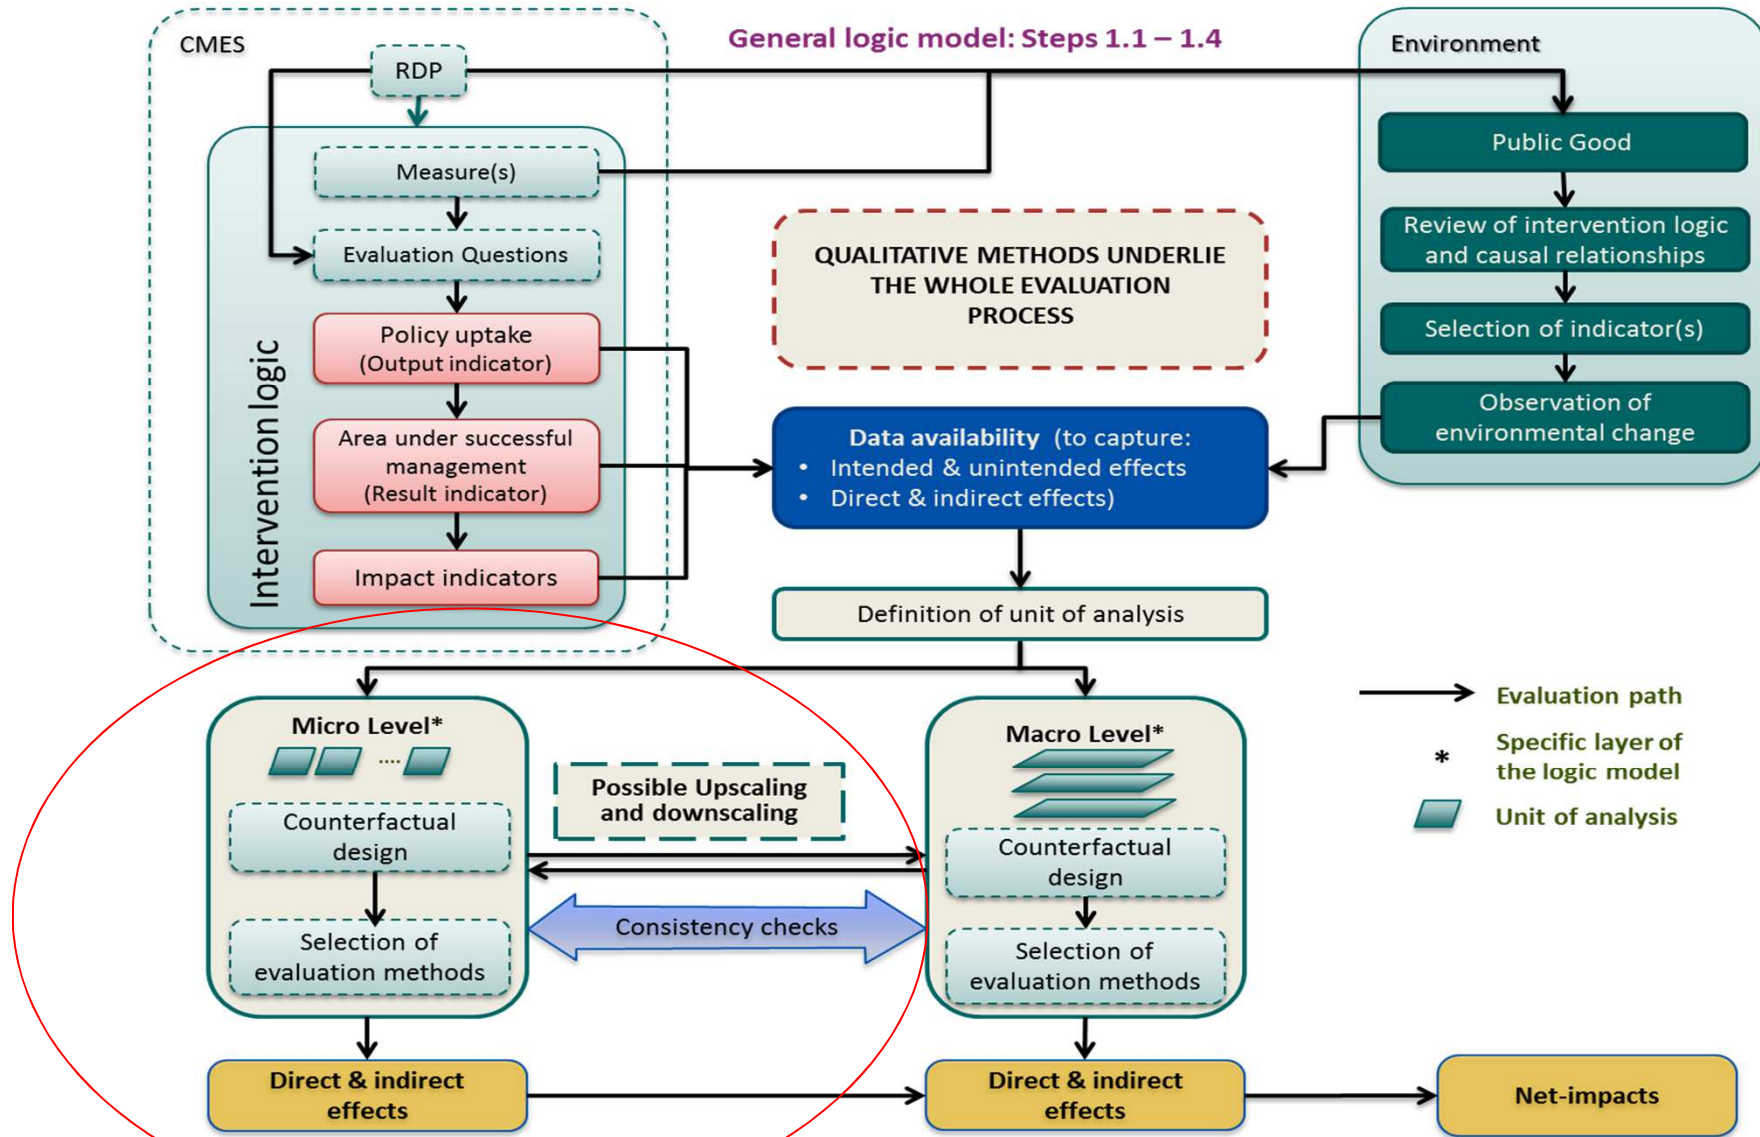 CMES
General logic model: Steps 1.1 – 1.4
Environment
RDP
Measure(s)
Evaluation Questions
Policy uptake
(Output indicator)
Area under successful
management
(Result indicator)
Impact indicators
Intervention logic
QUALITATIVE METHODS UNDERLIE
THE WHOLE EVALUATION
PROCESS
Public Good
Review of intervention logic
and causal relationships
Selection of indicator(s)
Observation of
environmental change
Data availability (to capture:
• Intended & unintended effects
• Direct & indirect effects)
Definition of unit of analysis
Micro Level*
....
Counterfactual
design
Selection of
evaluation methods
Possible Upscaling
and downscaling
Consistency checks
Macro Level*
Counterfactual
design
Selection of
evaluation methods
Evaluation path
*
Specific layer of
the logic model
Unit of analysis
Direct & indirect
effects
Direct & indirect
effects
Net-impacts